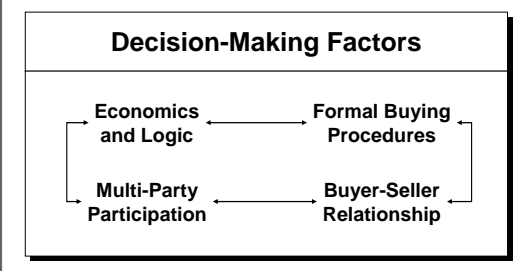 Decision-Making Factors
Economics
and Logic
Formal Buying
Procedures
Multi-Party
Participation
Buyer-Seller
Relationship